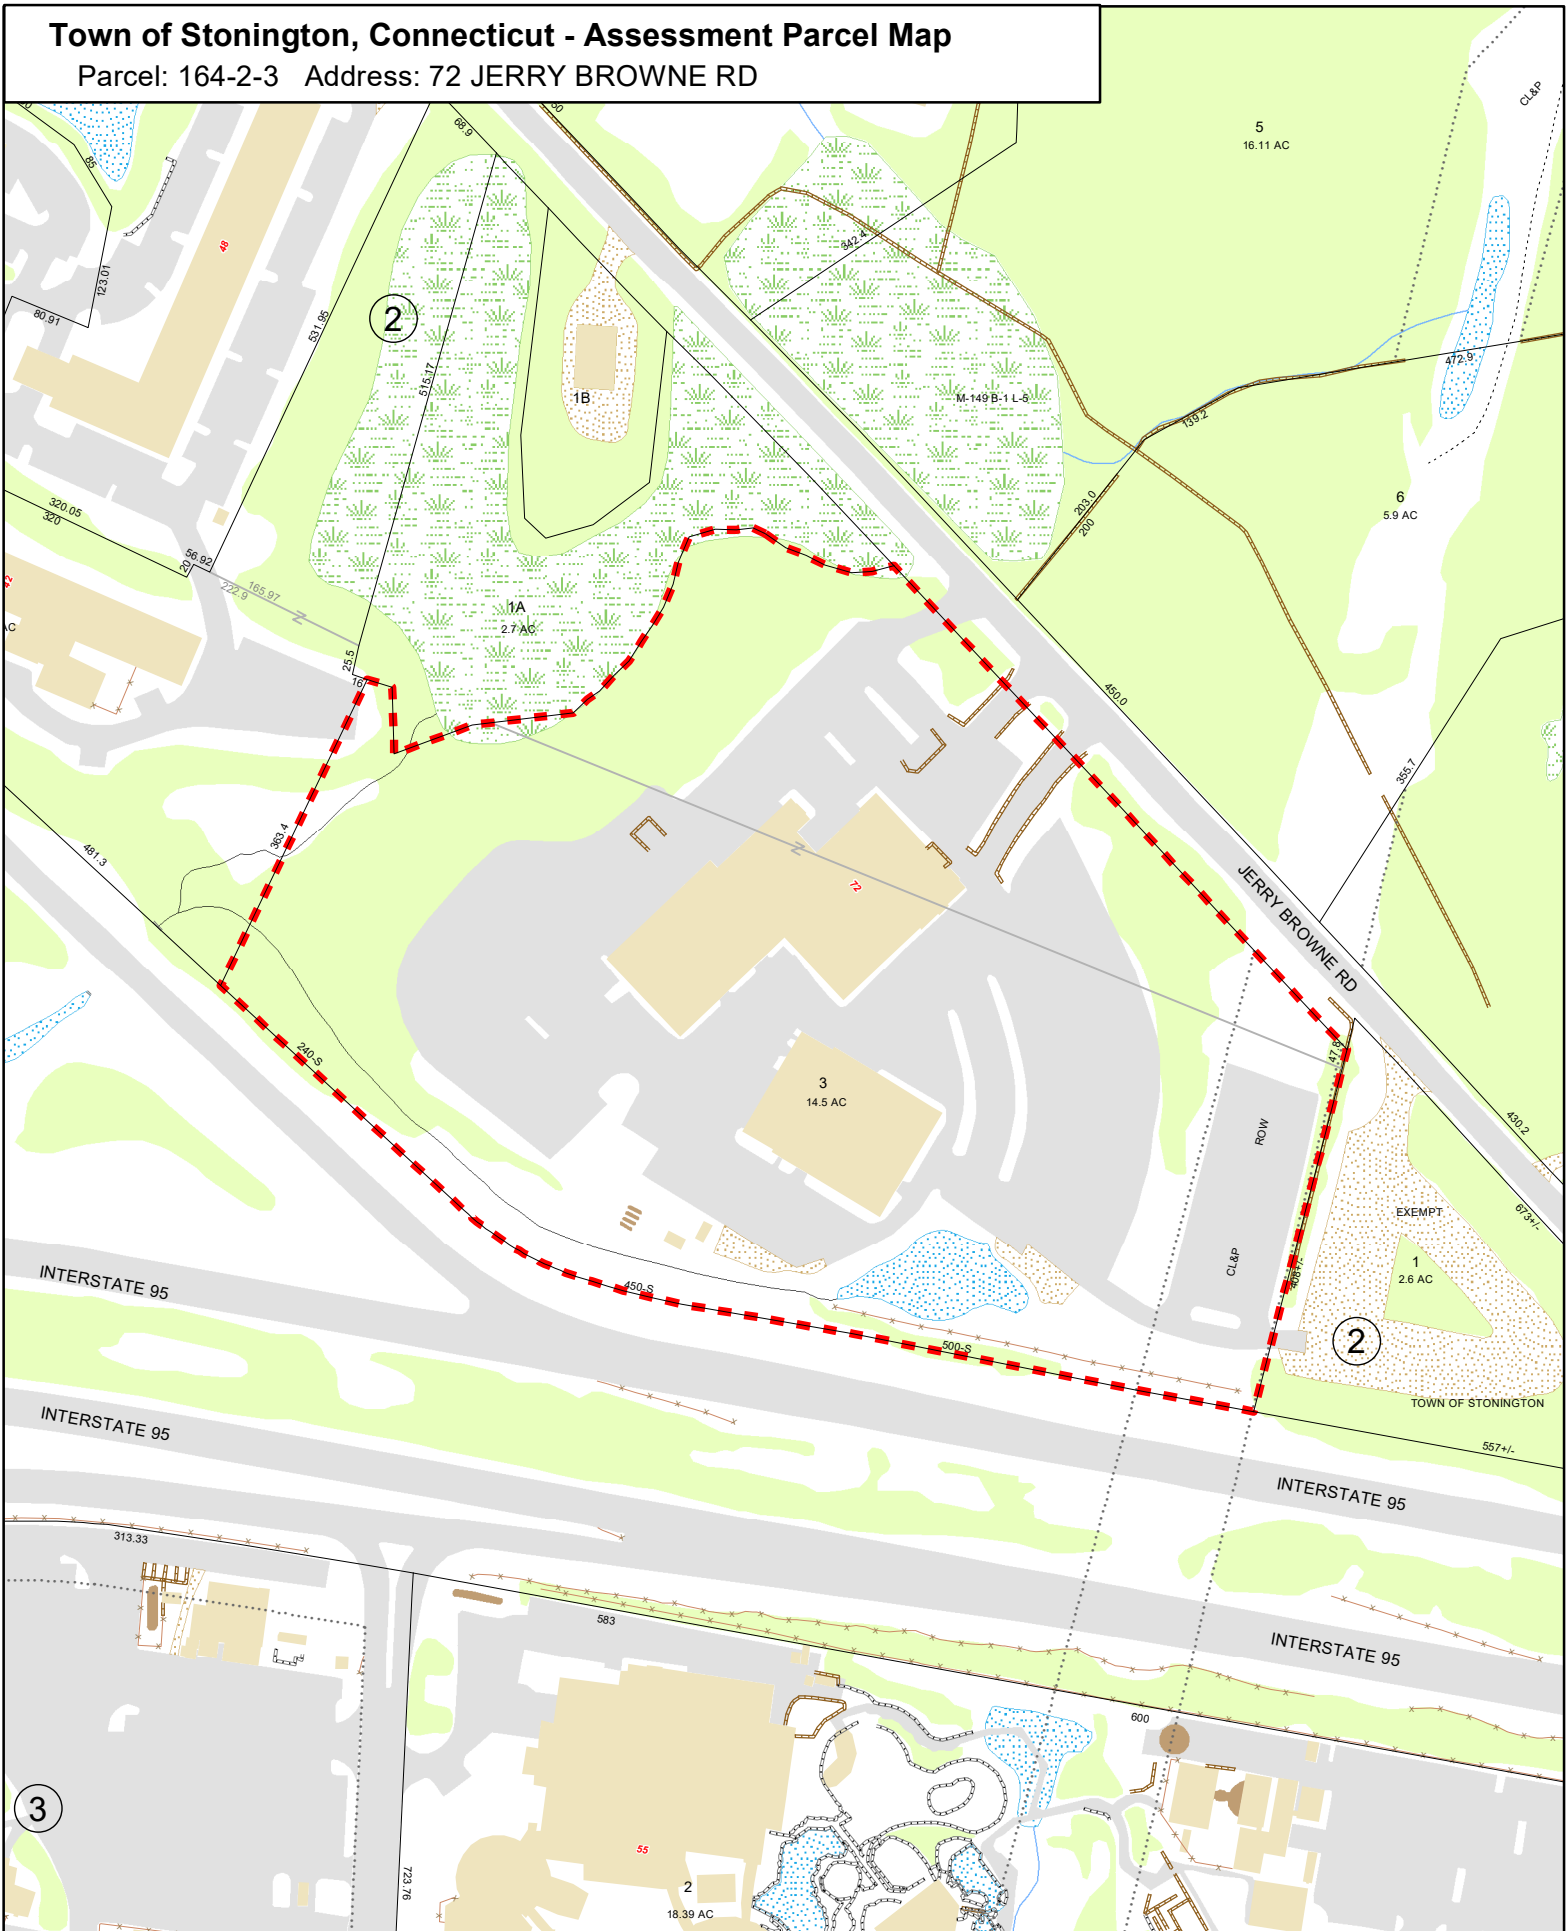 Town of Stonington, Connecticut - Assessment Parcel Map
Parcel: 164-2-3 Address: 72 JERRY BROWNE RD
CL&P
5
16.11 AC
68.9
50
85
48
123.01
80.91
531.95
2
515.17
342.4
1B
M-149 B-1 L-5
472.9
139.2
203.0
200
6
5.9 AC
320.05
320
56.92
20
42
AC
222.9
165.97
1A
2.7 AC
25.5
16
450.0
355.7
363.4
481.3
72
JERRY BROWNE RD
47.8
240-S
3
14.5 AC
ROW
430.2
673+/-
EXEMPT
1
2.6 AC
CL&P
408+/-
2
450-S
500-S
INTERSTATE 95
TOWN OF STONINGTON
557+/-
INTERSTATE 95
INTERSTATE 95
313.33
583
INTERSTATE 95
600
3
55
723.76
2
18.39 AC